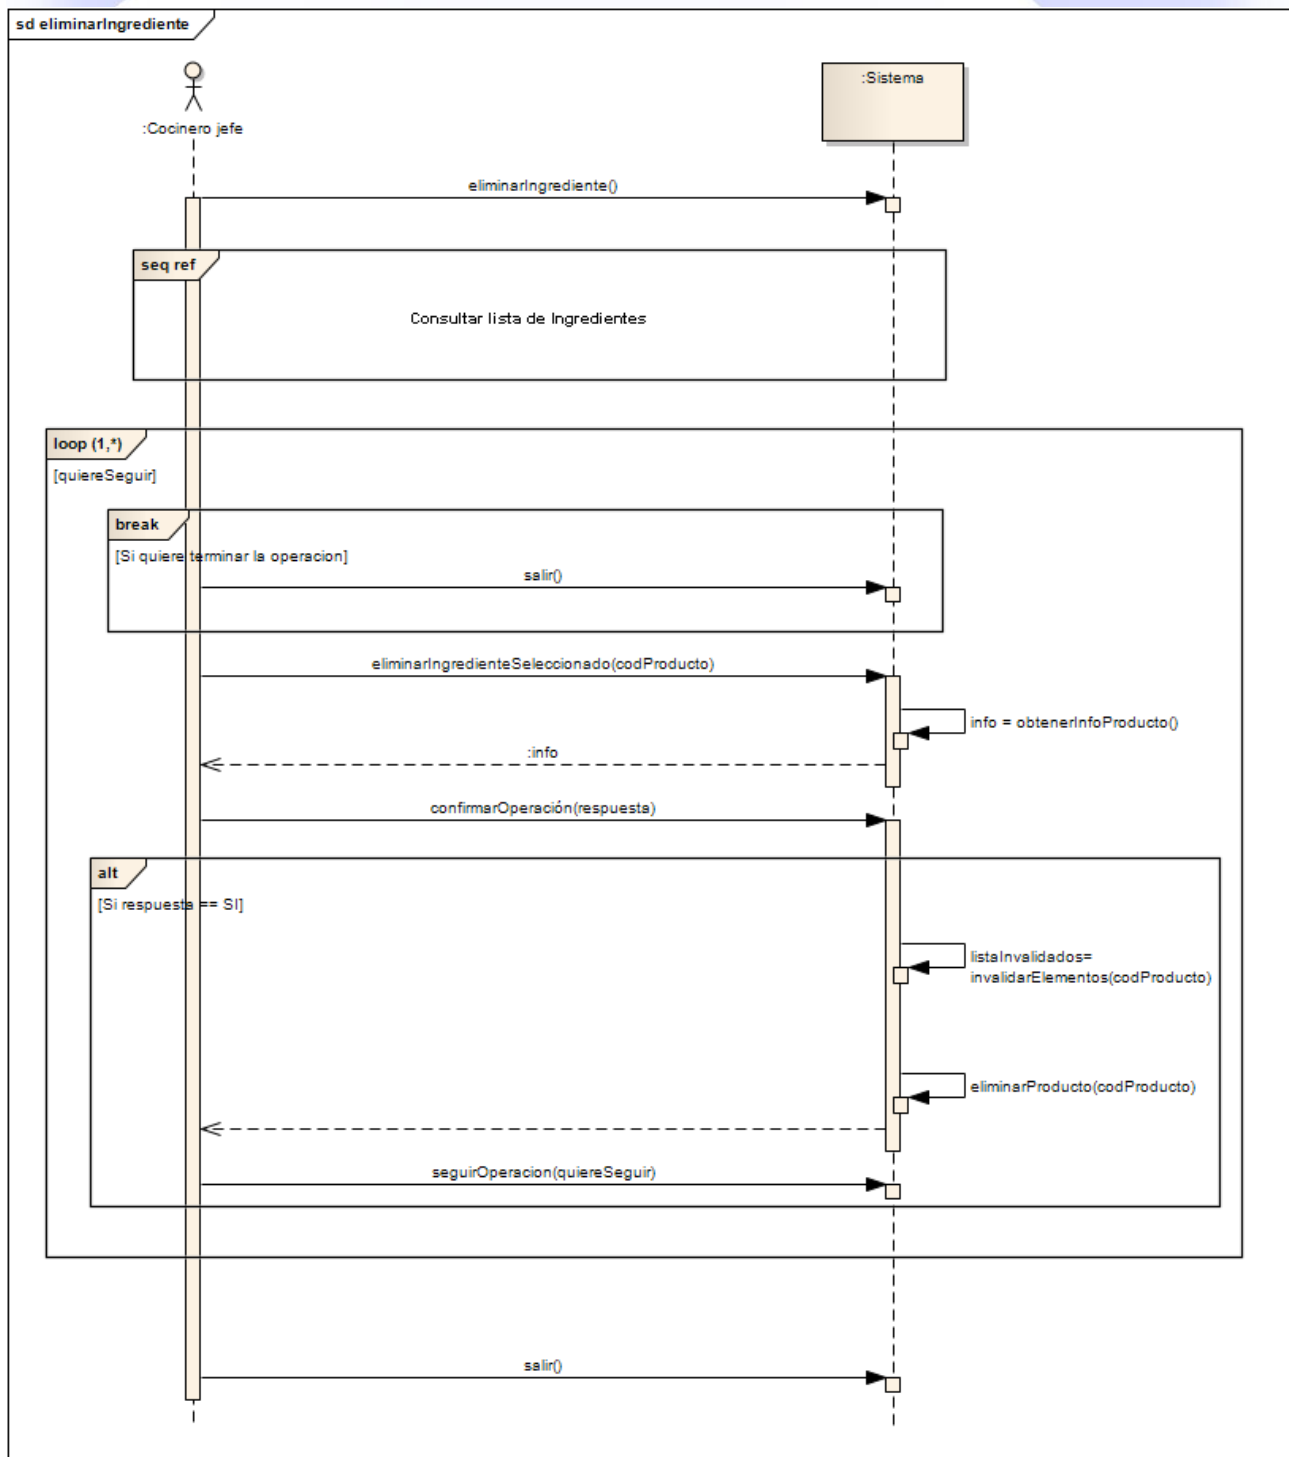 sd eliminarIngrediente
:Cocinero jefe
:Sistema
eliminarIngrediente()
seq ref
Consultar lista de Ingredientes
loop (1,*)
[quiereSeguir]
break
[Si quiere terminar la operacion]
salir()
eliminarIngredienteSeleccionado(codProducto)
info = obtenerInfoProducto()
:info
confirmarOperación(respuesta)
alt
[Si respuesta == SI]
listaInvalidados=
invalidarElementos(codProducto)
eliminarProducto(codProducto)
seguirOperacion(quiereSeguir)
salir()